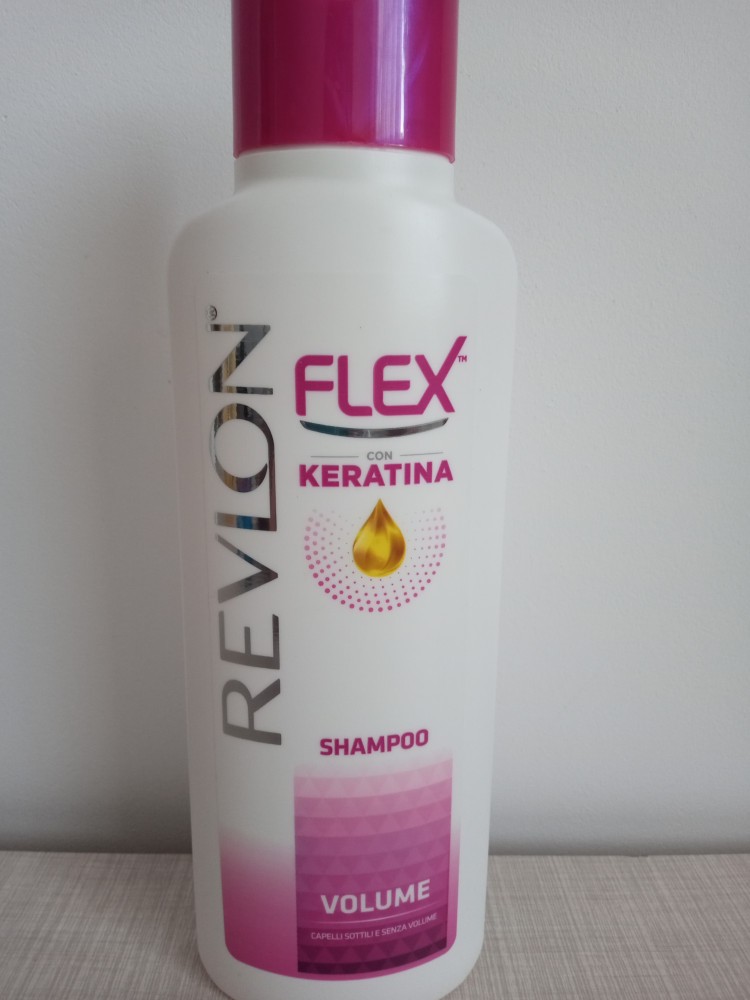 REVLON®
FLEX™
CON
KERATINA
SHAMPOO
VOLUME
CAPELLI SOTTILI E SENZA VOLUME